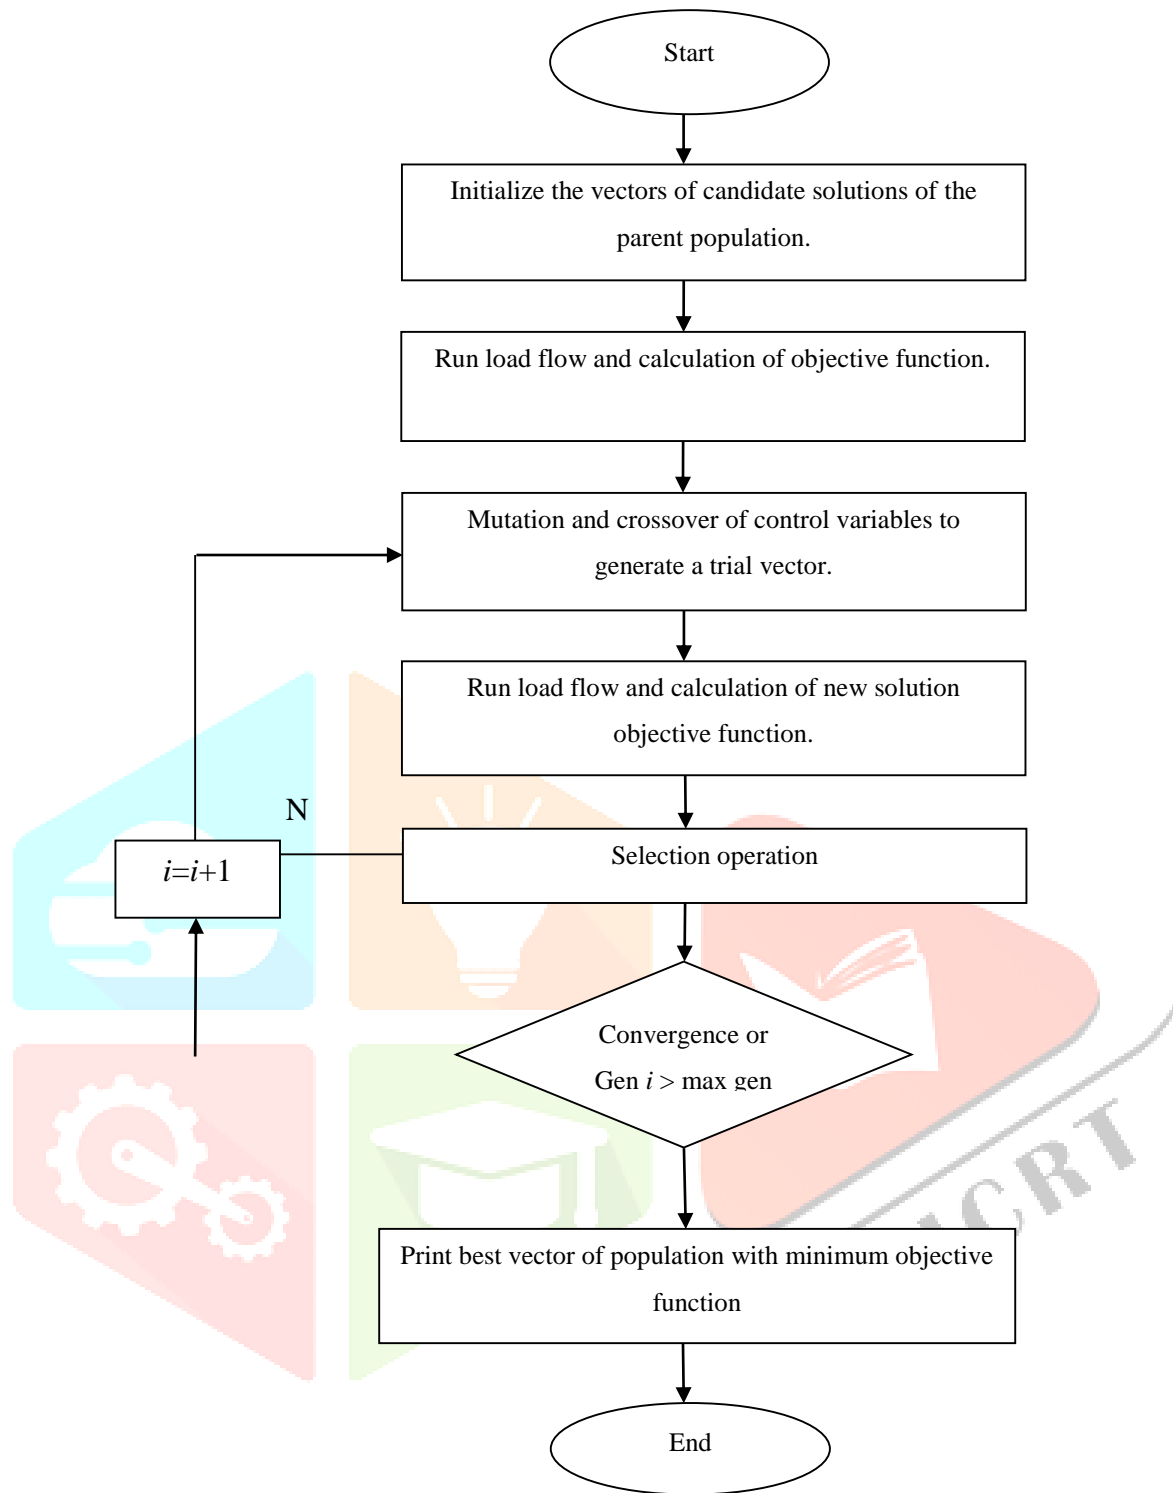 Start
Initialize the vectors of candidate solutions of the
parent population.
Run load flow and calculation of objective function.
Mutation and crossover of control variables to
generate a trial vector.
Run load flow and calculation of new solution
objective function.
N
i=i+1
Selection operation
Convergence or
Gen i > max gen
Print best vector of population with minimum objective
function
End